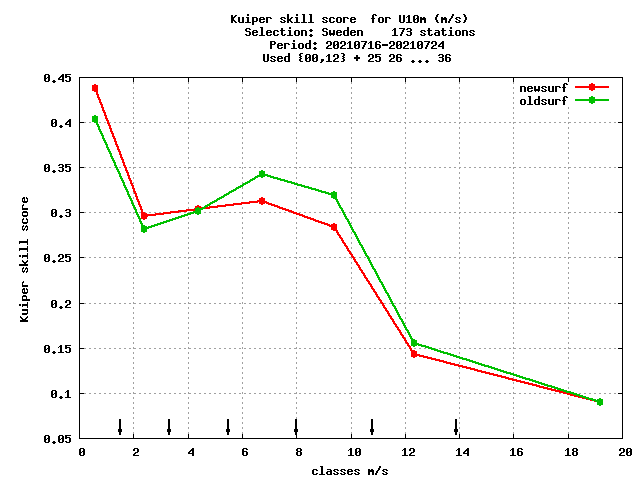 Kuiper skill score  for U10m (m/s)
Selection: Sweden    173 stations
Period: 20210716-20210724
Used {00,12} + 25 26 ... 36
newsurf
oldsurf
0.45
0.4
0.35
0.3
0.25
0.2
0.15
0.1
0.05
Kuiper skill score
0 2 4 6 8 10 12 14 16 18 20
classes m/s